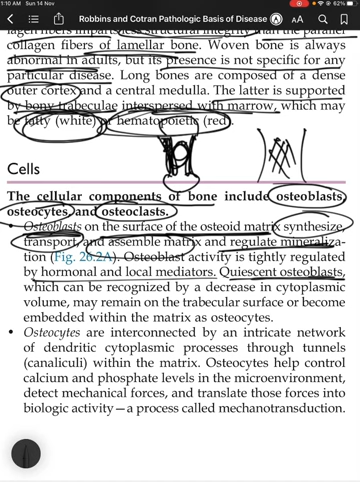 1:10 AM Sun 14 Nov
62%
Robbins and Cotran Pathologic Basis of Disease
AA
collagen fibers of lamellar bone. Woven bone is always
abnormal in adults, but its presence is not specific for any
particular disease. Long bones are composed of a dense
outer cortex and a central medulla. The latter is supported
by bony trabeculae interspersed with marrow, which may
be fatty (white) or hematopoietic (red).
Cells
The cellular components of bone include osteoblasts,
osteocytes, and osteoclasts.
• Osteoblasts on the surface of the osteoid matrix synthesize,
transport, and assemble matrix and regulate mineraliza-
tion (Fig. 26.2A). Osteoblast activity is tightly regulated
by hormonal and local mediators. Quiescent osteoblasts,
which can be recognized by a decrease in cytoplasmic
volume, may remain on the trabecular surface or become
embedded within the matrix as osteocytes.
• Osteocytes are interconnected by an intricate network
of dendritic cytoplasmic processes through tunnels
(canaliculi) within the matrix. Osteocytes help control
calcium and phosphate levels in the microenvironment,
detect mechanical forces, and translate those forces into
biologic activity—a process called mechanotransduction.